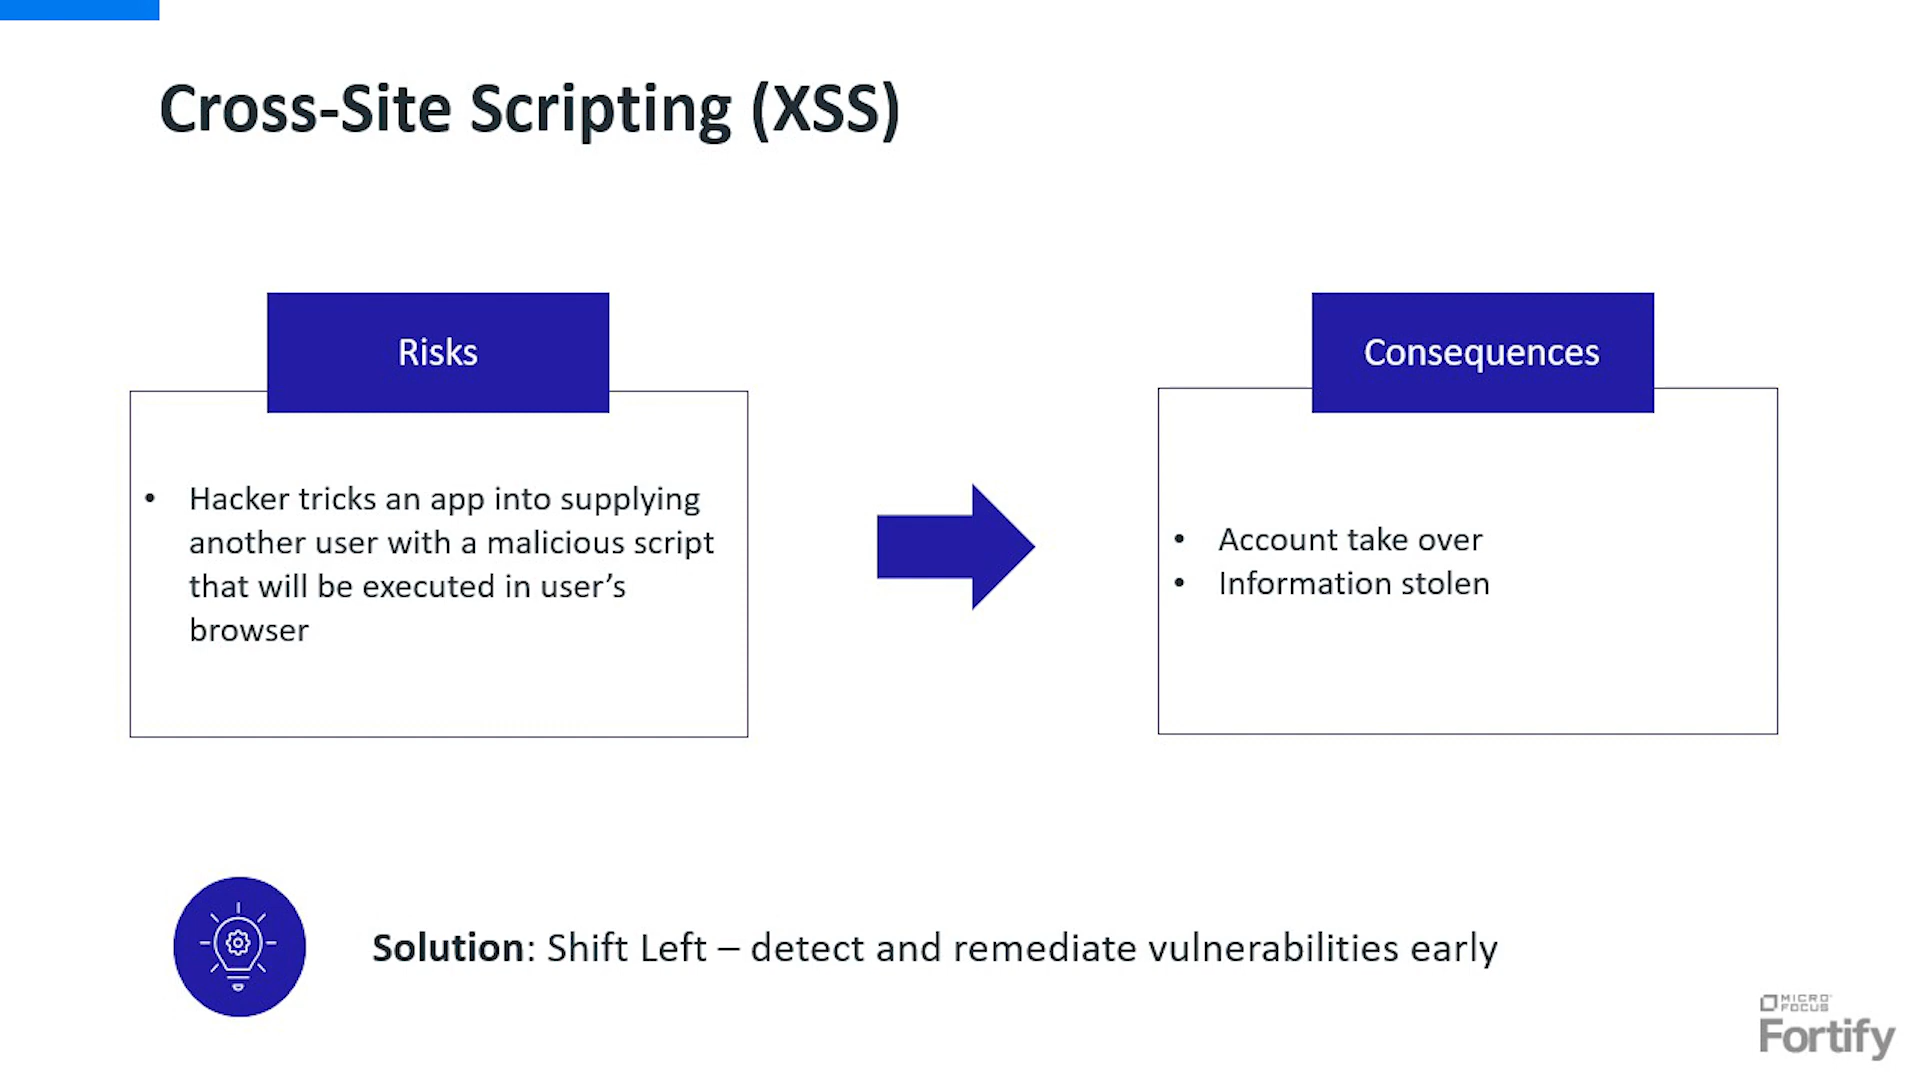 Cross-Site Scripting (XSS)
Risks
• Hacker tricks an app into supplying
another user with a malicious script
that will be executed in user’s
browser
Consequences
• Account take over
• Information stolen
Solution: Shift Left – detect and remediate vulnerabilities early
MICRO
FOCUS
Fortify